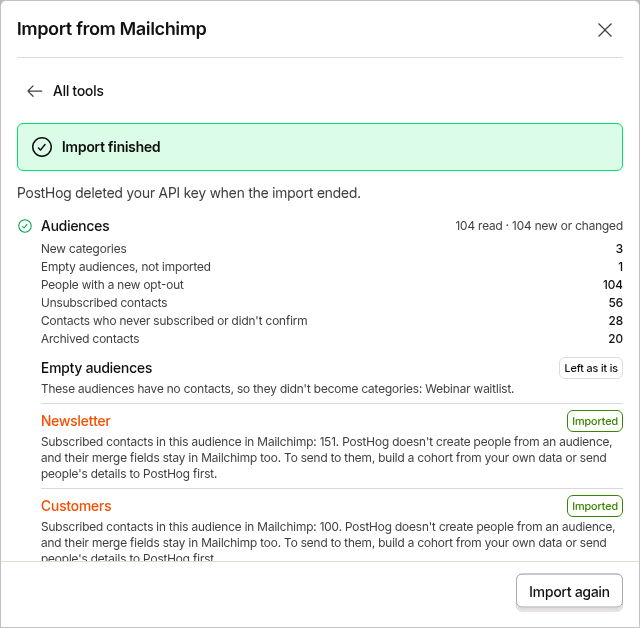 Import from Mailchimp
All tools
Import finished
PostHog deleted your API key when the import ended.
Audiences
104 read · 104 new or changed
New categories 3
Empty audiences, not imported 1
People with a new opt-out 104
Unsubscribed contacts 56
Contacts who never subscribed or didn't confirm 28
Archived contacts 20
Empty audiences
Left as it is
These audiences have no contacts, so they didn't become categories: Webinar waitlist.
Newsletter
Imported
Subscribed contacts in this audience in Mailchimp: 151. PostHog doesn't create people from an audience,
and their merge fields stay in Mailchimp too. To send to them, build a cohort from your own data or send
people's details to PostHog first.
Customers
Imported
Subscribed contacts in this audience in Mailchimp: 100. PostHog doesn't create people from an audience,
and their merge fields stay in Mailchimp too. To send to them, build a cohort from your own data or send
people's details to PostHog first.
Import again